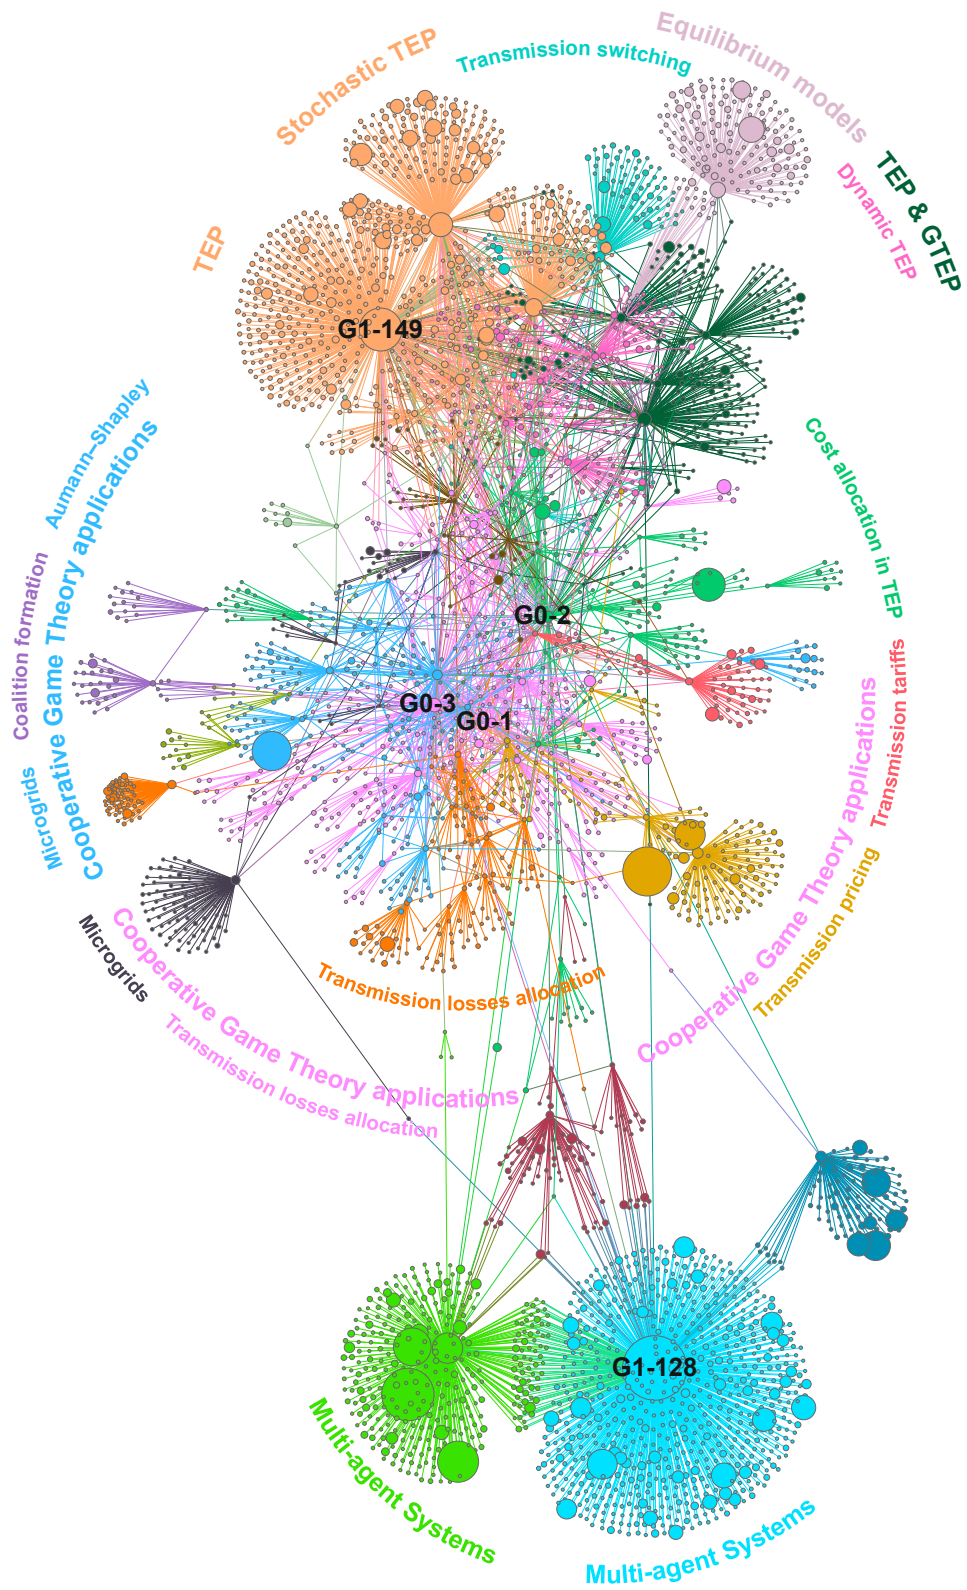 Equilibrium models
Stochastic TEP
Transmission switching
TEP & GTEP
Dynamic TEP
TEP
G1-149
Aumann–Shapley
Cooperative Game Theory applications
Cost allocation in TEP
Coalition formation
G0-2
Transmission tariffs
G0-3
G0-1
Cooperative Game Theory applications
Microgrids
Transmission pricing
Microgrids
Cooperative Game Theory applications
Transmission losses allocation
Transmission losses allocation
G1-128
Multi-agent Systems
Multi-agent Systems